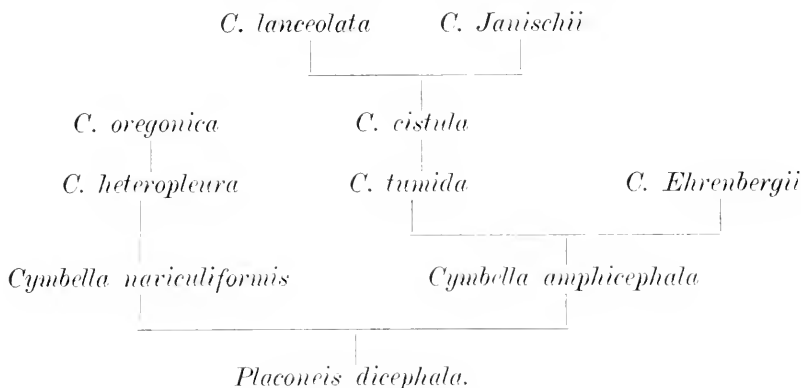 C. lanceolata C. Janischii
C. oregonica C. cistula
C. heteropleura C. tumida C. Ehrenbergii
Cymbella naviculiformis Cymbella amphicephala
Placoneis dicephala.